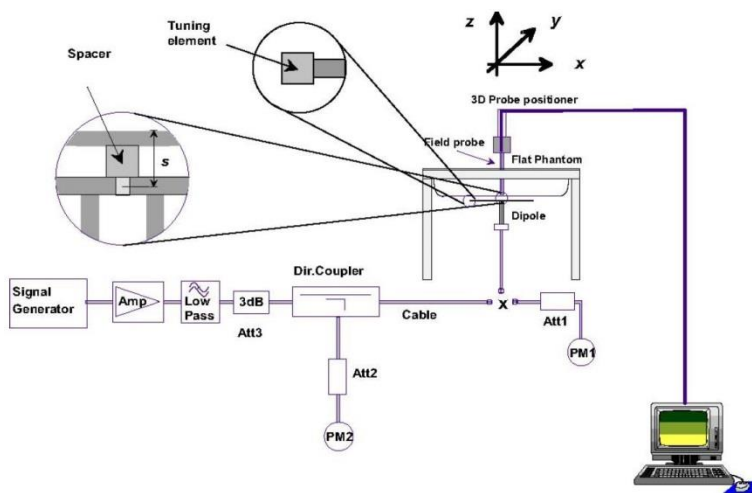 Tuning
element
Spacer
s
z
y
x
3D Probe positioner
Field probe
Flat Phantom
Dipole
Dir.Coupler
Signal
Generator
Amp
Low
Pass
3dB
Att3
Cable
x
Att1
PM1
Att2
PM2